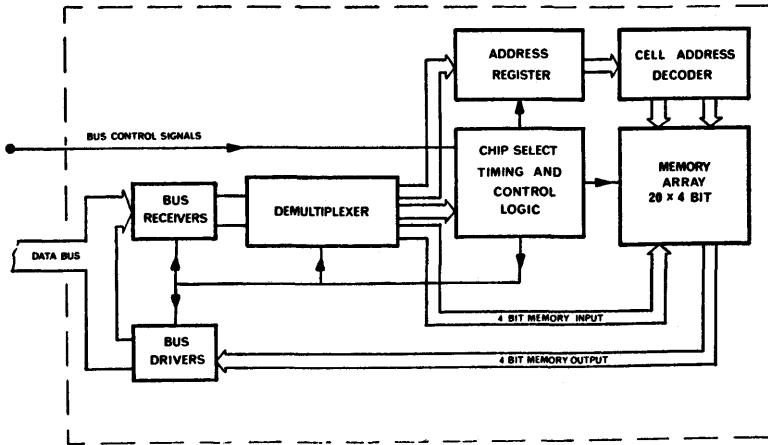 ADDRESS
REGISTER
CELL ADDRESS
DECODER
BUS CONTROL SIGNALS
CHIP SELECT
TIMING AND
CONTROL
LOGIC
MEMORY
ARRAY
20 × 4 BIT
BUS
RECEIVERS
DEMULTIPLEXER
DATA BUS
4 BIT MEMORY INPUT
BUS
DRIVERS
4 BIT MEMORY OUTPUT